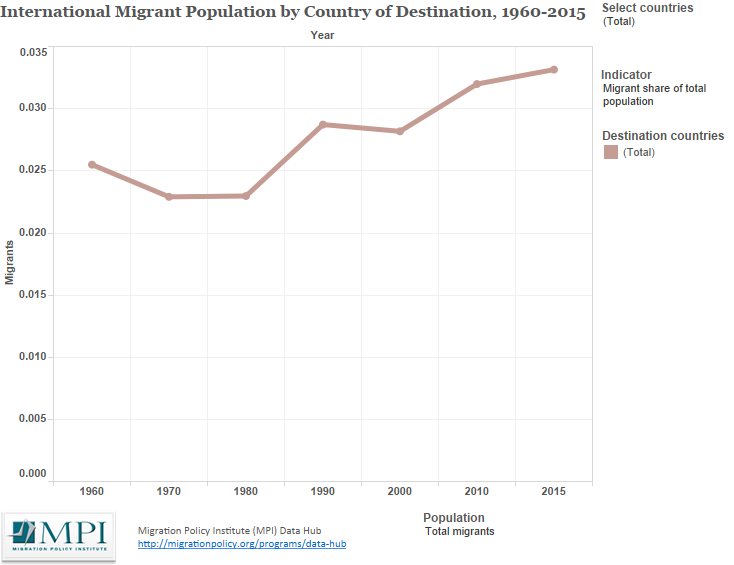 International Migrant Population by Country of Destination, 1960-2015
Select countries
(Total)
Year
Indicator
Migrant share of total
population
Destination countries
(Total)
Migrants
0.035
0.030
0.025
0.020
0.015
0.010
0.005
0.000
1960 1970 1980 1990 2000 2010 2015
Population
Total migrants
MPI
MIGRATION POLICY INSTITUTE
Migration Policy Institute (MPI) Data Hub
http://migrationpolicy.org/programs/data-hub